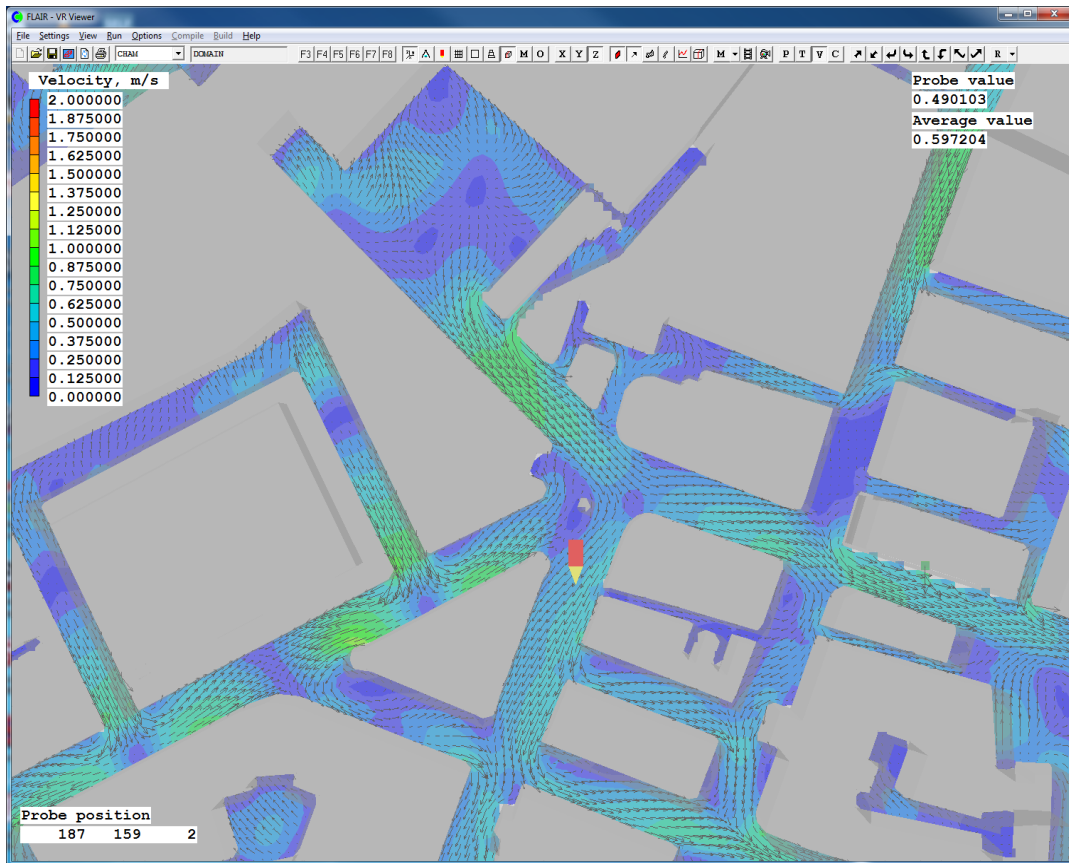 FLAIR - VR Viewer
File Settings View Run Options Compile Build Help
CHAM DOMAIN F3 F4 F5 F6 F7 F8 M O X Y Z M P T V R
Velocity, m/s
2.000000
1.875000
1.750000
1.625000
1.500000
1.375000
1.250000
1.125000
1.000000
0.875000
0.750000
0.625000
0.500000
0.375000
0.250000
0.125000
0.000000
Probe value
0.490103
Average value
0.597204
Probe position
187 159 2